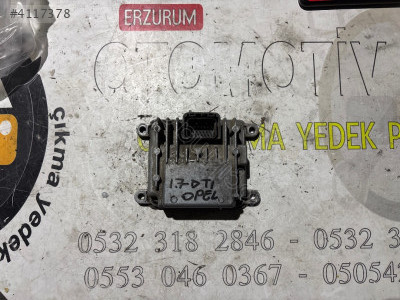 #4117378
ERZURUM
OTOMOTİV
ÇIKMA YEDEK P
çıkma yedek
1.7-DTI
OPEL
0532 318 2846 - 0532 3
0553 046 0367 - 050542